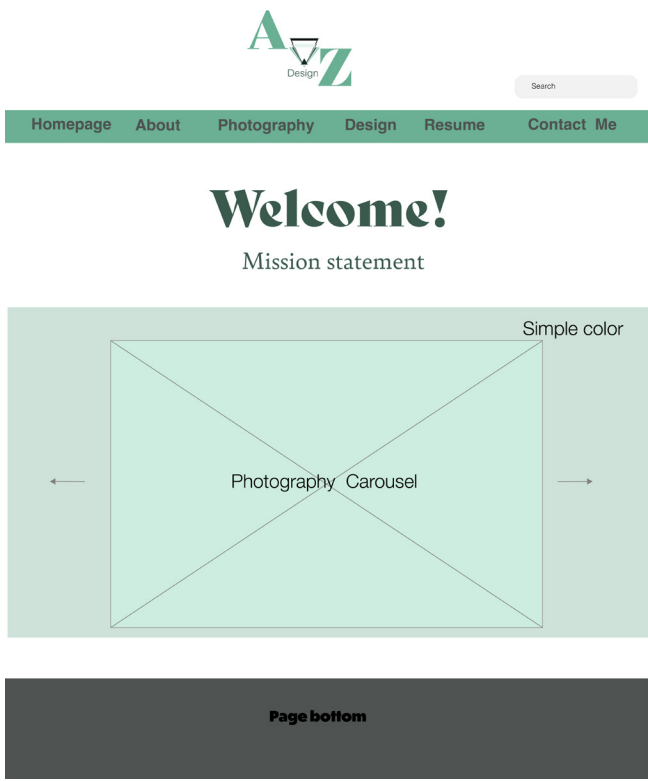 A Z
Design
Search
Homepage About Photography Design Resume Contact Me
Welcome!
Mission statement
Simple color
Photography Carousel
Page bottom